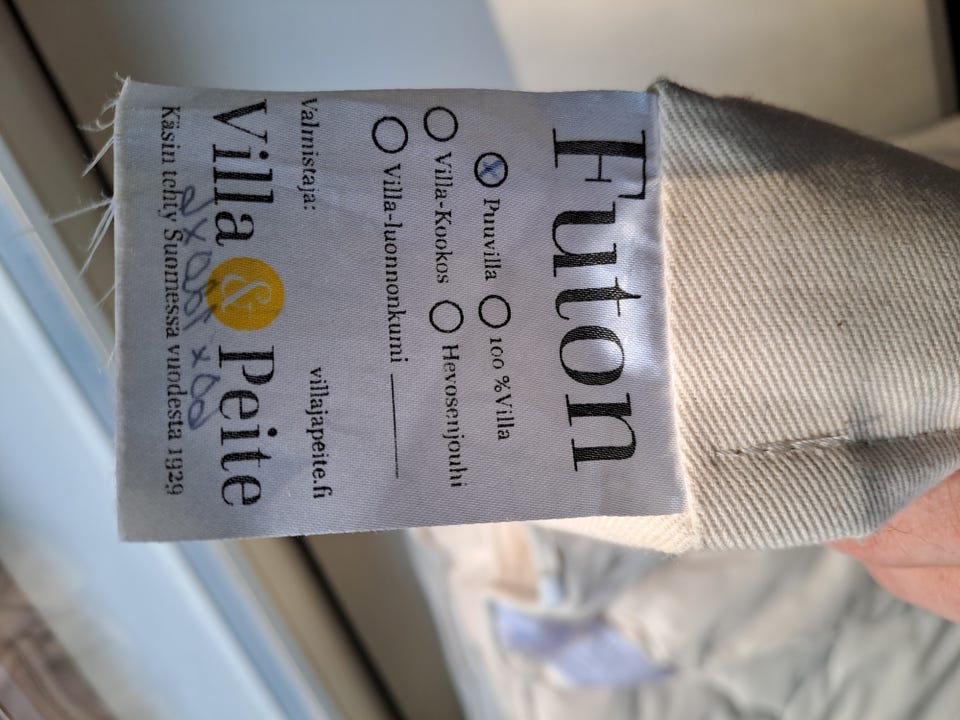 Futon
Puuvilla 100 %Villa
Villa-Kookos Hevosenjouhi
Villa-luonnonkumi ________
Valmistaja: villajapeite.fi
Villa & Peite
Käsin tehty Suomessa vuodesta 1929